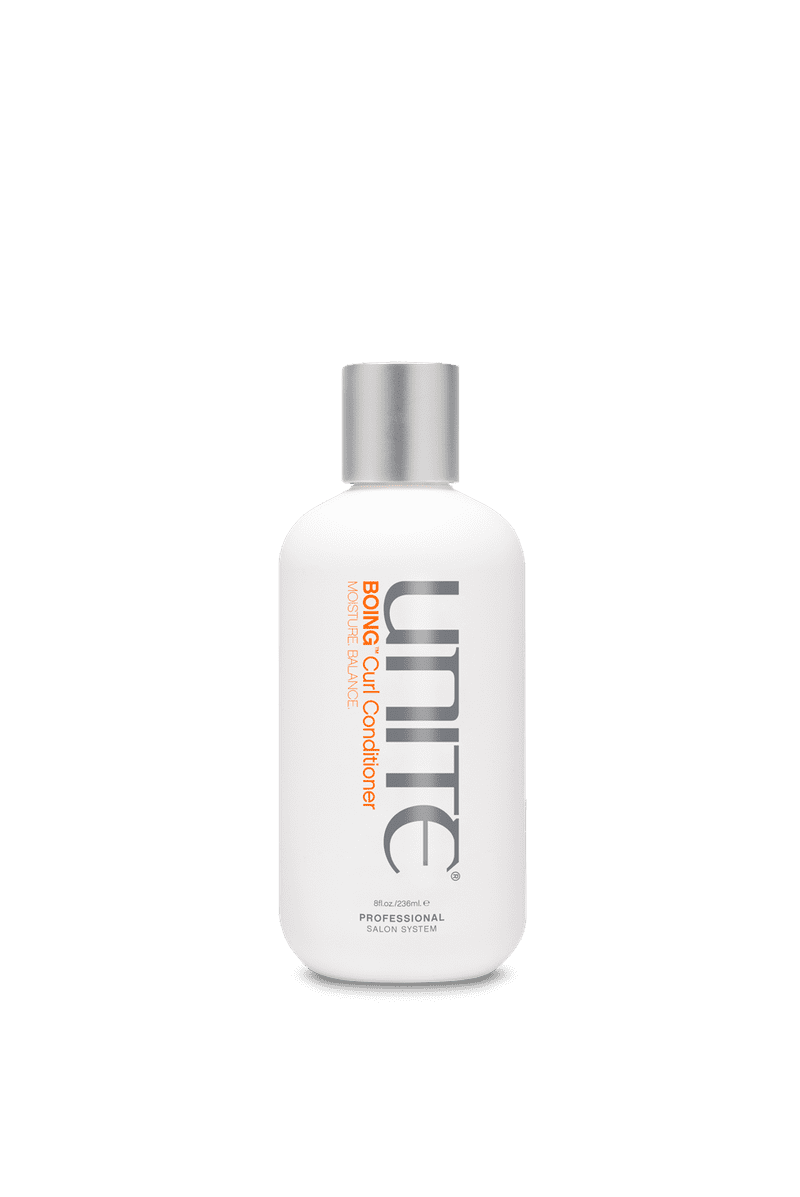 UNITE®
BOING™ Curl Conditioner
MOISTURE. BALANCE.
8fl.oz./236ml. ℮
PROFESSIONAL
SALON SYSTEM